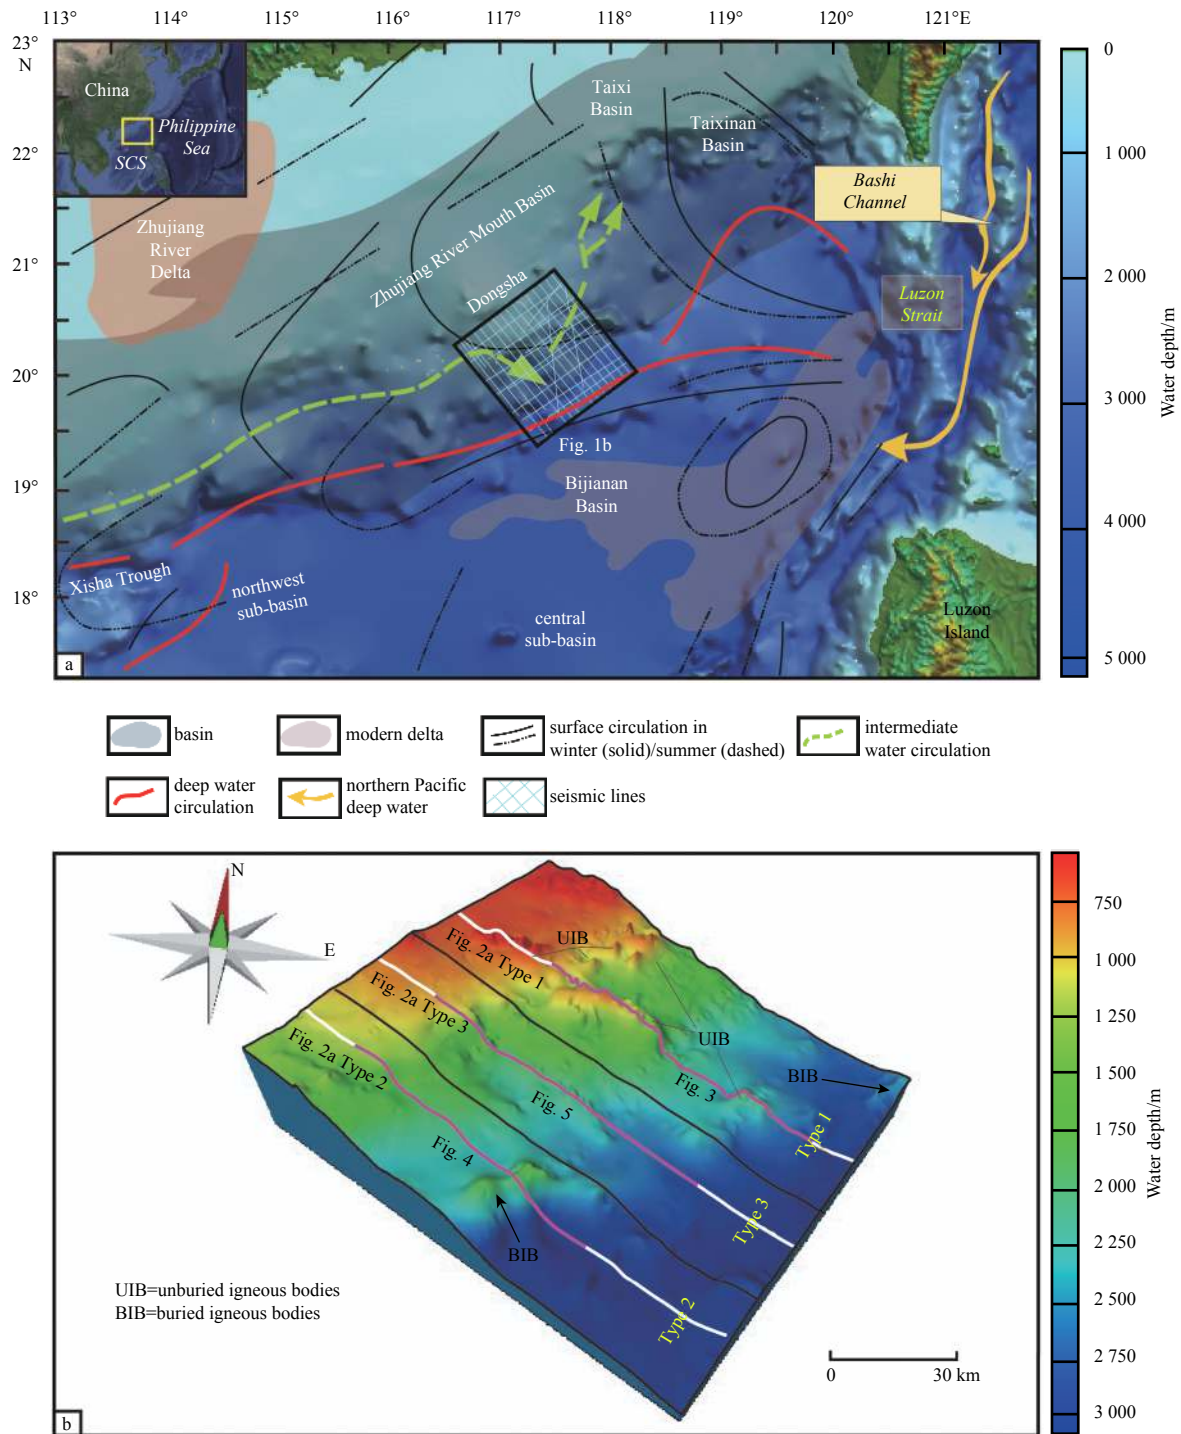 113° 114° 115° 116° 117° 118° 119° 120° 121°E
23°
N
22°
21°
20°
19°
18°
China
Philippine
Sea
SCS
Taixi
Basin
Taixinan
Basin
Bashi
Channel
Zhujiang
River
Delta
Zhujiang River Mouth Basin
Dongsha
Luzon
Strait
Fig. 1b
Bijianan
Basin
Xisha Trough
northwest
sub-basin
central
sub-basin
Luzon
Island
a
0
1 000
2 000
3 000
4 000
5 000
Water depth/m
basin
modern delta
surface circulation in
winter (solid)/summer (dashed)
intermediate
water circulation
deep water
circulation
northern Pacific
deep water
seismic lines
N
E
UIB
Fig. 2a Type 1
Fig. 2a Type 3
Fig. 2a Type 2
UIB
BIB
Fig. 3
Fig. 5
Fig. 4
Type 1
Type 3
Type 2
BIB
UIB=unburied igneous bodies
BIB=buried igneous bodies
0 30 km
b
750
1 000
1 250
1 500
1 750
2 000
2 250
2 500
2 750
3 000
Water depth/m